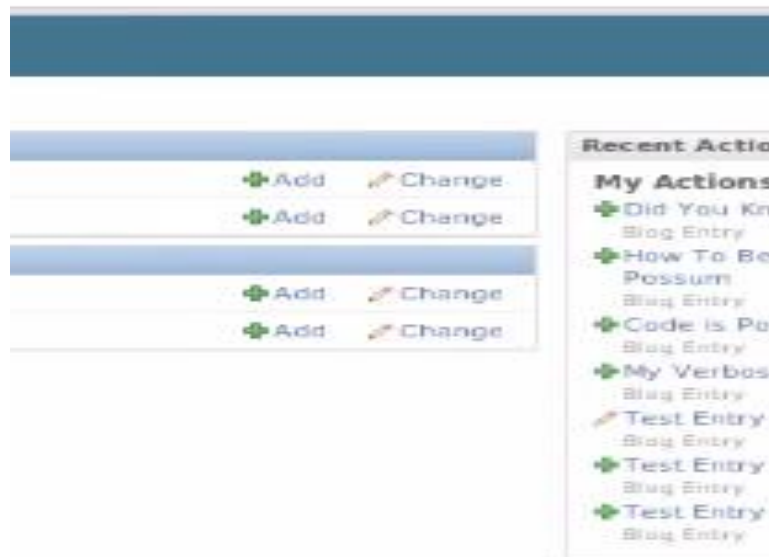 Add Change
Add Change
Add Change
Add Change
Recent Actio
My Actions
Did You Kn
Blog Entry
How To Be
Possum
Blog Entry
Code is Po
Blog Entry
My Verbos
Blog Entry
Test Entry
Blog Entry
Test Entry
Blog Entry
Test Entry
Blog Entry